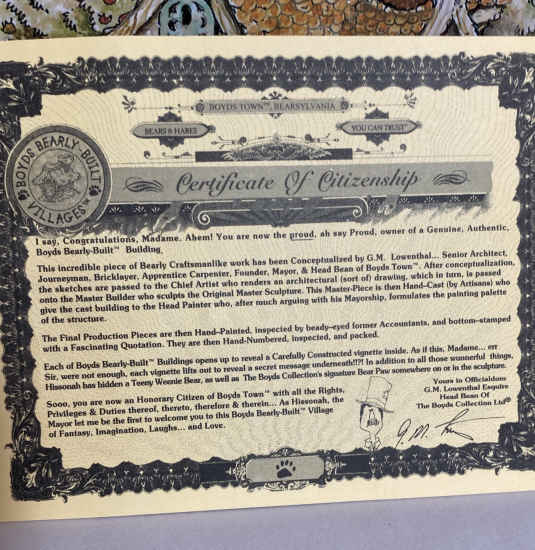 BOYDS TOWN™, BEARSYLVANIA
BEARS & HARES
YOU CAN TRUST™
BOYDS BEARLY BUILT VILLAGES™
Certificate Of Citizenship
I say, Congratulations, Madame. Ahem! You are now the proud, ah say Proud, owner of a Genuine, Authentic,
Boyds Bearly-Built™ Building.
This incredible piece of Bearly Craftsmanlike work has been Conceptualized by G.M. Lowenthal... Senior Architect,
Journeyman, Bricklayer, Apprentice Carpenter, Founder, Mayor, & Head Bean of Boyds Town™. After conceptualization,
the sketches are passed to the Chief Artist who renders an architectural (sort of) drawing, which in turn, is passed
onto the Master Builder who sculpts the Original Master Sculpture. This Master-Piece is then Hand-Cast (by Artisans) who
give the cast building to the Head Painter who, after much arguing with his Mayorship, formulates the painting palette
of the structure.
The Final Production Pieces are then Hand-Painted, inspected by beady-eyed former Accountants, and bottom-stamped
with a Fascinating Quotation. They are then Hand-Numbered, inspected, and packed.
Each of Boyds Bearly-Built™ Buildings opens up to reveal a Carefully Constructed vignette inside. As if this, Madame... err
Sir, were not enough, each vignette lifts out to reveal a secret message underneath!!?! In addition to all those wunnerful things,
Hissonah has hidden a Teeny Weenie Bear, as well as The Boyds Collection's signature Bear Paw somewhere on or in the sculpture.
Sooo, you are now an Honorary Citizen of Boyds Town™ with all the Rights,
Privileges & Duties thereof, thereto, therefore & therein... As Hissonah, the
Mayor let me be the first to welcome you to this Boyds Bearly-Built™ Village
of Fantasy, Imagination, Laughs... and Love.
Yours in Officialdom:
G.M. Lowenthal Esquire
Head Bean Of
The Boyds Collection Ltd®